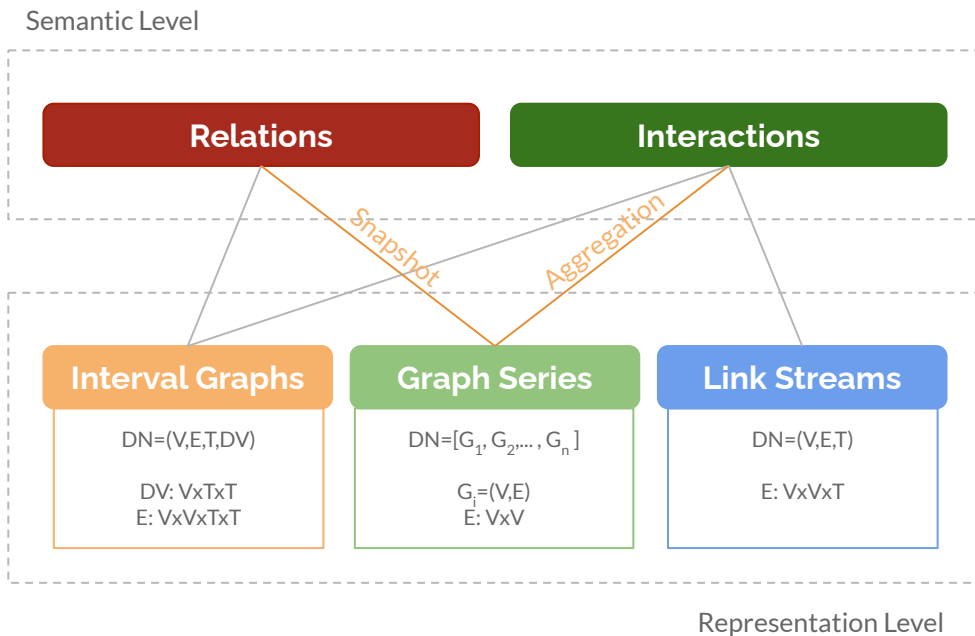 Semantic Level
Relations
Interactions
Snapshot
Aggregation
Interval Graphs
DN=(V,E,T,DV)
DV: VxTxT
E: VxVxTxT
Graph Series
DN=[G₁, G₂,... , Gₙ ]
Gᵢ=(V,E)
E: VxV
Link Streams
DN=(V,E,T)
E: VxVxT
Representation Level